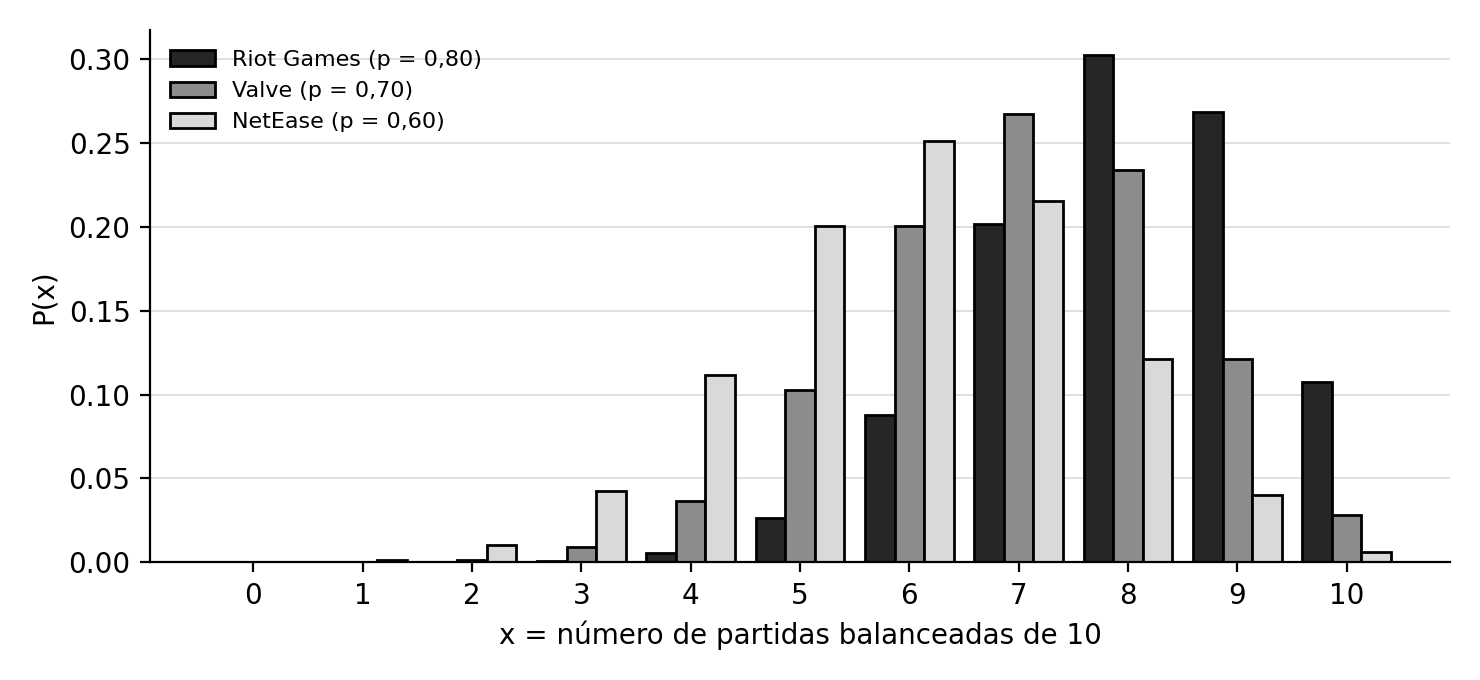 Riot Games (p = 0,80)
Valve (p = 0,70)
NetEase (p = 0,60)
P(x)
0.30
0.25
0.20
0.15
0.10
0.05
0.00
0 1 2 3 4 5 6 7 8 9 10
x = número de partidas balanceadas de 10